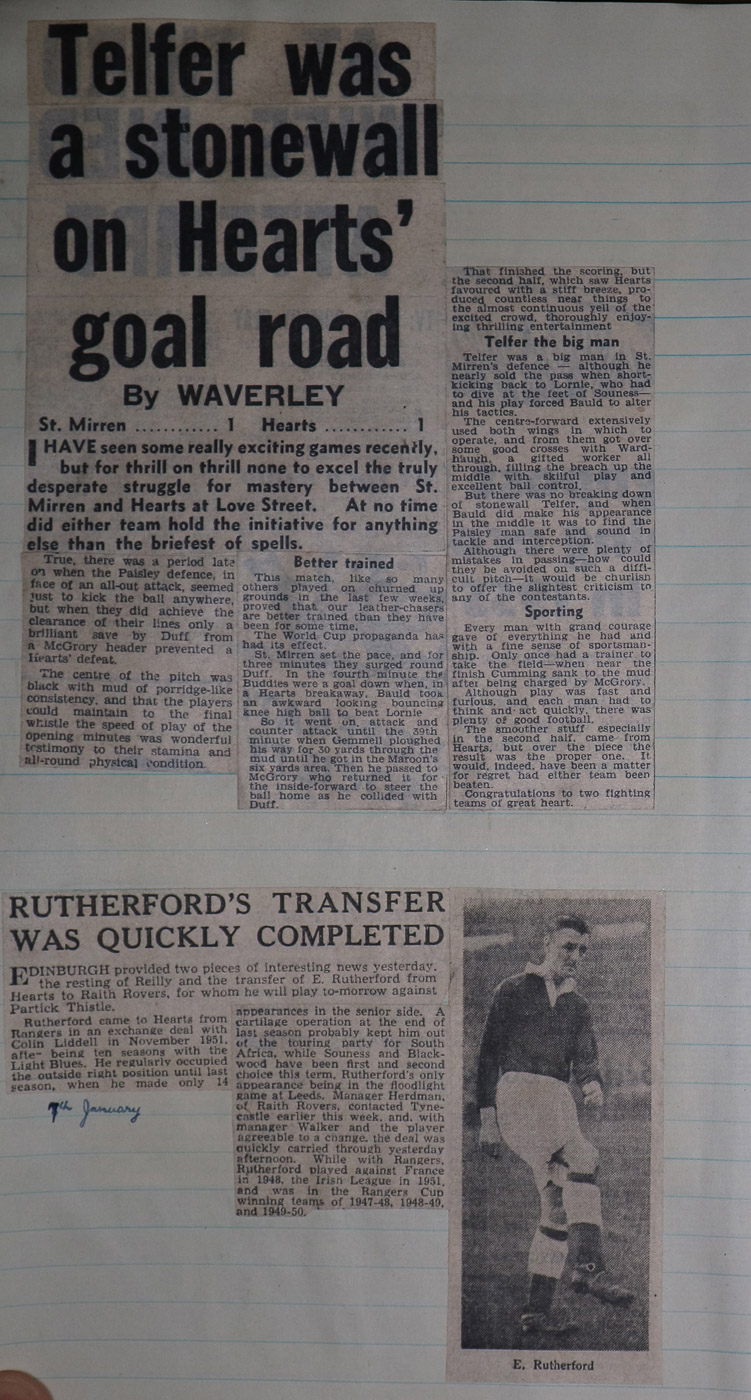 Telfer was
a stonewall
on Hearts'
goal road
By WAVERLEY
St. Mirren ............ 1 Hearts ............ 1
I HAVE seen some really exciting games recently,
but for thrill on thrill none to excel the truly
desperate struggle for mastery between St.
Mirren and Hearts at Love Street. At no time
did either team hold the initiative for anything
else than the briefest of spells.
True, there was a period late
on when the Paisley defence, in
face of an all-out attack, seemed
just to kick the ball anywhere,
but when they did achieve the
clearance of their lines only a
brilliant save by Duff from
a McGrory header prevented a
Hearts' defeat.
The centre of the pitch was
black with mud of porridge-like
consistency, and that the players
could maintain to the final
whistle the speed of play of the
opening minutes was wonderful
testimony to their stamina and
all-round physical condition.
Better trained
This match, like so many
others played on churned up
grounds in the last few weeks,
proved that our leather-chasers
are better trained than they have
been for some time.
The World Cup propaganda has
had its effect.
St. Mirren set the pace, and for
three minutes they surged round
Duff. In the fourth minute the
Buddies were a goal down when, in
a Hearts breakaway, Bauld took
an awkward looking bouncing
knee high ball to beat Lornie
So it went on, attack and
counter attack until the 39th
minute when Gemmell ploughed
his way for 30 yards through the
mud until he got in the Maroon's
six yards area. Then he passed to
McGrory who returned it for
the inside-forward to steer the
ball home as he collided with
Duff.
That finished the scoring, but
the second half, which saw Hearts
favoured with a stiff breeze, pro-
duced countless near things to
the almost continuous yell of the
excited crowd, thoroughly enjoy-
ing thrilling entertainment
Telfer the big man
Telfer was a big man in St.
Mirren's defence — although he
nearly sold the pass when short-
kicking back to Lornie, who had
to dive at the feet of Souness—
and his play forced Bauld to alter
his tactics.
The centre-forward extensively
used both wings in which to
operate, and from them got over
some good crosses with Ward-
haugh, a gifted worker all
through, filling the breach up the
middle with skilful play and
excellent ball control.
But there was no breaking down
of stonewall Telfer, and when
Bauld did make his appearance
in the middle it was to find the
Paisley man safe and sound in
tackle and interception.
Although there were plenty of
mistakes in passing—how could
they be avoided on such a diffi-
cult pitch—it would be churlish
to offer the slightest criticism to
any of the contestants.
Sporting
Every man with grand courage
gave of everything he had and
with a fine sense of sportsman-
ship. Only once had a trainer to
take the field—when near the
finish Cumming sank to the mud
after being charged by McGrory.
Although play was fast and
furious, and each man had to
think and act quickly, there was
plenty of good football.
The smoother stuff especially
in the second half, came from
Hearts, but over the piece the
result was the proper one. It
would, indeed, have been a matter
for regret had either team been
beaten.
Congratulations to two fighting
teams of great heart.
RUTHERFORD'S TRANSFER
WAS QUICKLY COMPLETED
EDINBURGH provided two pieces of interesting news yesterday.
the resting of Reilly and the transfer of E. Rutherford from
Hearts to Raith Rovers, for whom he will play to-morrow against
Partick Thistle.
Rutherford came to Hearts from
Rangers in an exchange deal with
Colin Liddell in November 1951,
after being ten seasons with the
Light Blues. He regularly occupied
the outside right position until last
season, when he made only 14
7th January
appearances in the senior side. A
cartilage operation at the end of
last season probably kept him out
of the touring party for South
Africa, while Souness and Black-
wood have been first and second
choice this term, Rutherford's only
appearance being in the floodlight
game at Leeds. Manager Herdman,
of Raith Rovers, contacted Tyne-
castle earlier this week, and, with
manager Walker and the player
agreeable to a change, the deal was
quickly carried through yesterday
afternoon. While with Rangers,
Rutherford played against France
in 1948, the Irish League in 1951,
and was in the Rangers Cup
winning teams of 1947-48, 1948-49,
and 1949-50.
E. Rutherford